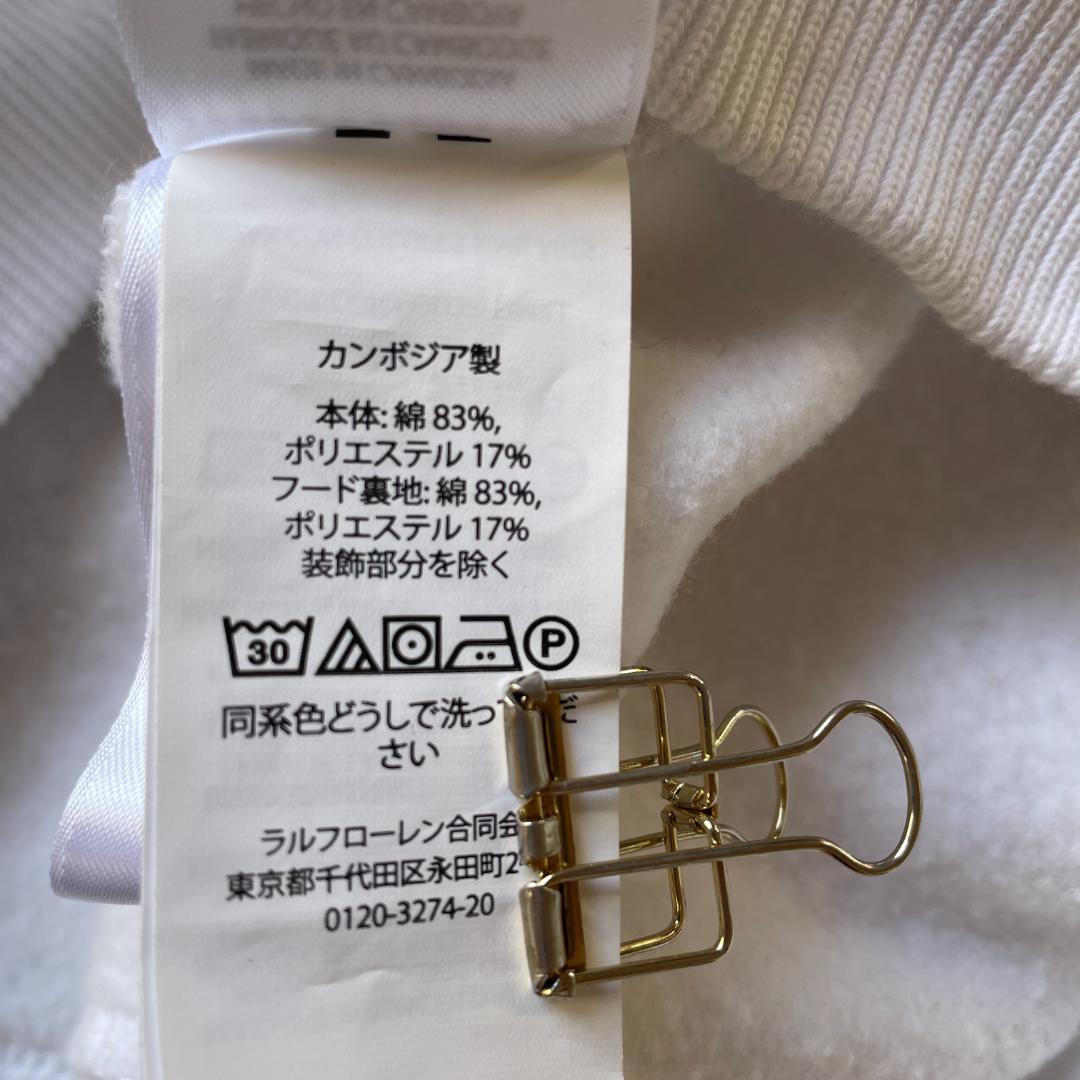 カンボジア製
本体: 綿 83%,
ポリエステル 17%
フード裏地: 綿 83%,
ポリエステル 17%
装飾部分を除く
30 P
同系色どうしで洗っ
さい
ラルフローレン合同会
東京都千代田区永田町2
0120-3274-20